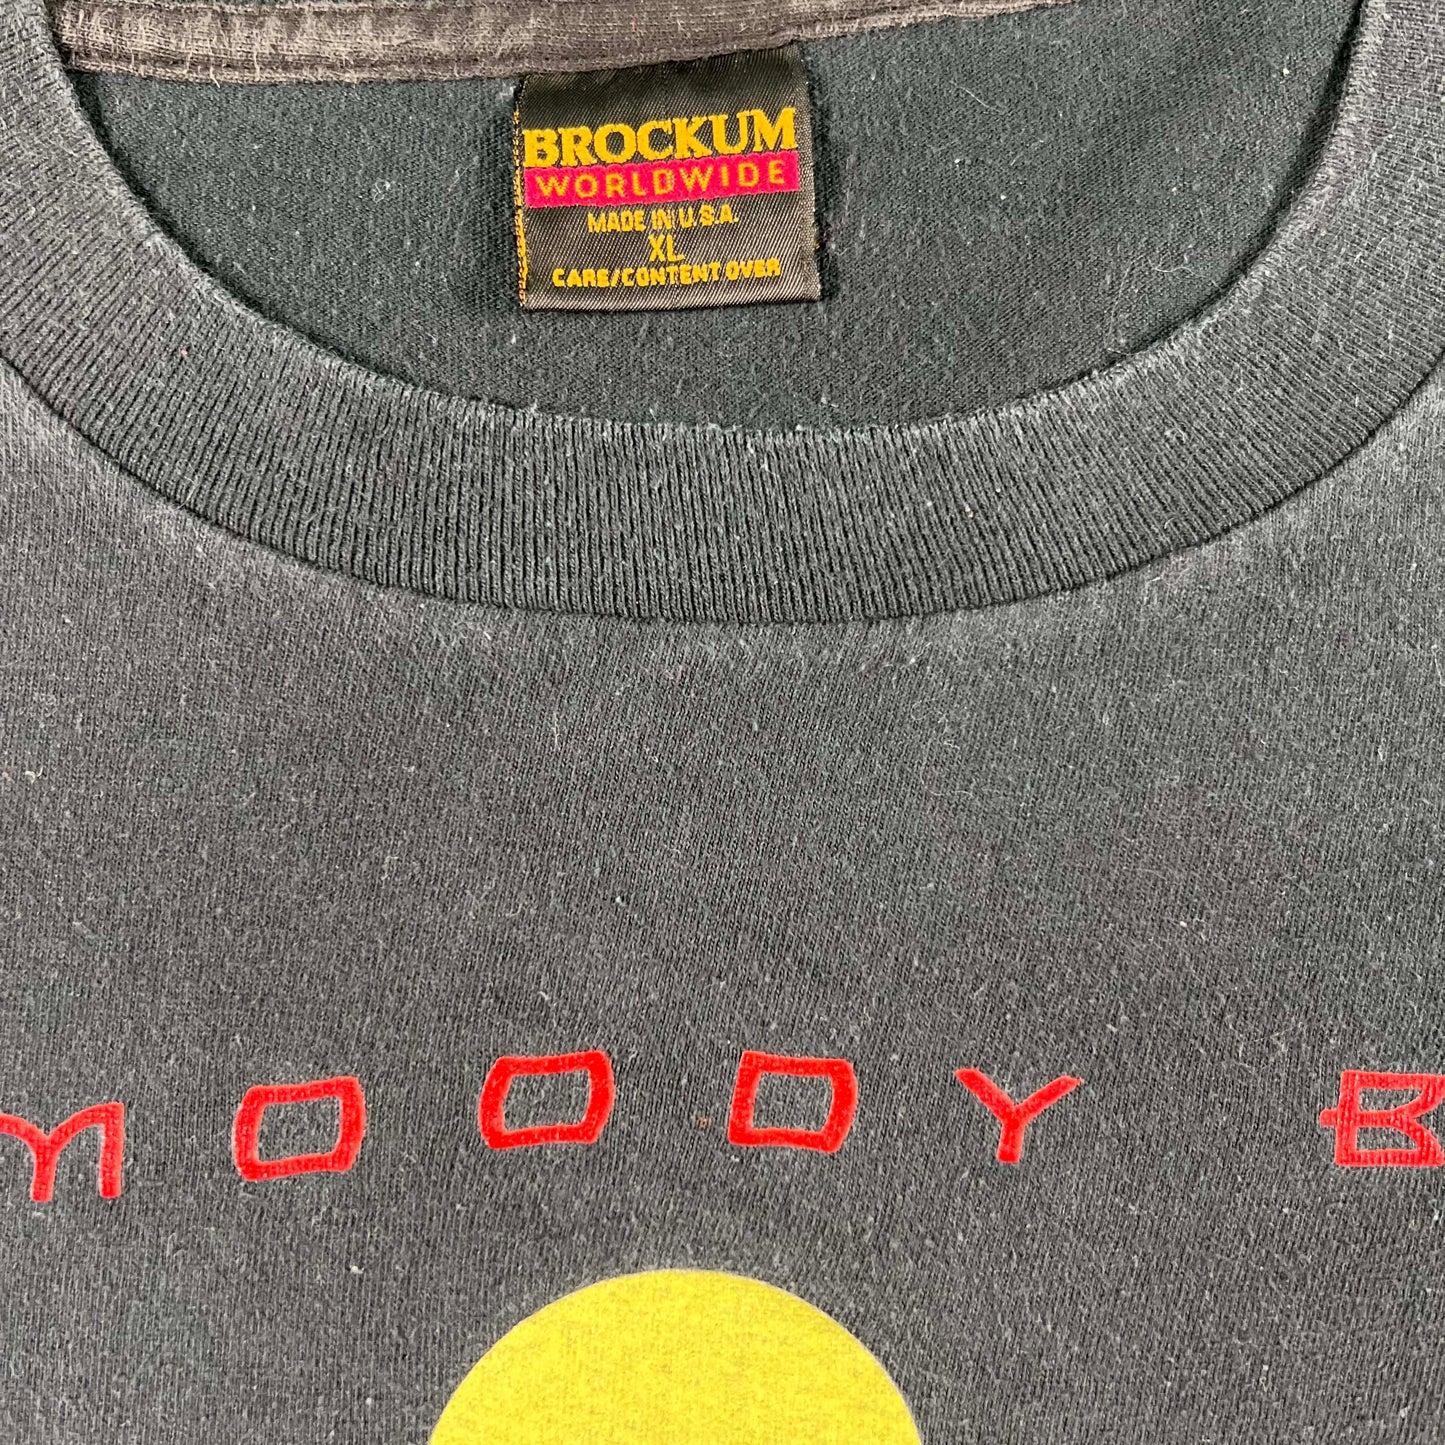 BROCKUM
WORLDWIDE
MADE IN U.S.A.
XL
CARE/CONTENT OVER
MOODY B